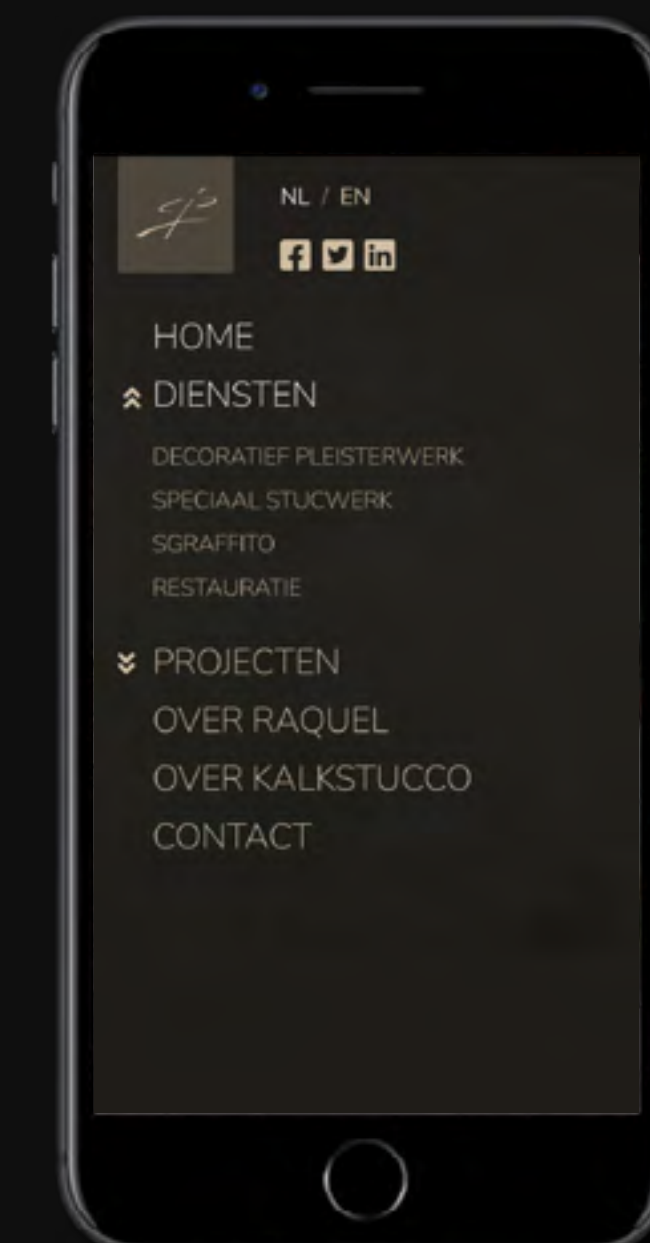 NL / EN
HOME
DIENSTEN
DECORATIEF PLEISTERWERK
SPECIAAL STUCWERK
SGRAFFITO
RESTAURATIE
PROJECTEN
OVER RAQUEL
OVER KALKSTUCCO
CONTACT